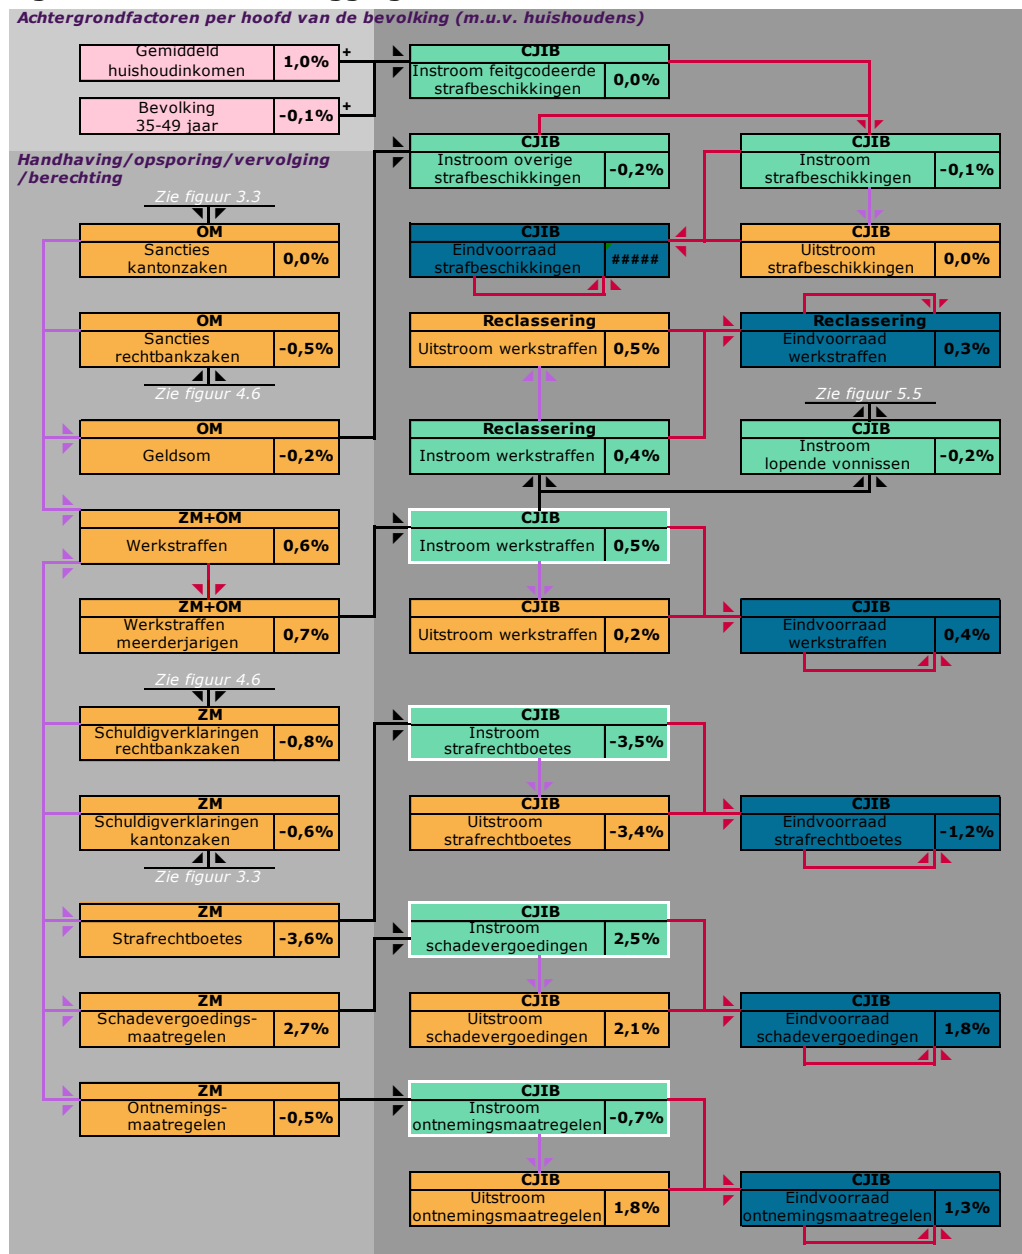 Achtergrondfactoren per hoofd van de bevolking (m.u.v. huishoudens)
Gemiddeld
huishoudinkomen
1,0%
+
Bevolking
35-49 jaar
-0,1%
+
CJIB
Instroom feitgcodeerde
strafbeschikkingen
0,0%
Handhaving/opsporing/vervolging
/berechting
CJIB
Instroom overige
strafbeschikkingen
-0,2%
CJIB
Instroom
strafbeschikkingen
-0,1%
Zie figuur 3.3
OM
Sancties
kantonzaken
0,0%
CJIB
Eindvoorraad
strafbeschikkingen
#####
CJIB
Uitstroom
strafbeschikkingen
0,0%
OM
Sancties
rechtbankzaken
-0,5%
Zie figuur 4.6
Reclassering
Uitstroom werkstraffen
0,5%
Reclassering
Eindvoorraad
werkstraffen
0,3%
Zie figuur 5.5
OM
Geldsom
-0,2%
Reclassering
Instroom werkstraffen
0,4%
CJIB
Instroom
lopende vonnissen
-0,2%
ZM+OM
Werkstraffen
0,6%
CJIB
Instroom werkstraffen
0,5%
ZM+OM
Werkstraffen
meerderjarigen
0,7%
CJIB
Uitstroom werkstraffen
0,2%
CJIB
Eindvoorraad
werkstraffen
0,4%
Zie figuur 4.6
ZM
Schuldigverklaringen
rechtbankzaken
-0,8%
CJIB
Instroom
strafrechtboetes
-3,5%
ZM
Schuldigverklaringen
kantonzaken
-0,6%
Zie figuur 3.3
CJIB
Uitstroom
strafrechtboetes
-3,4%
CJIB
Eindvoorraad
strafrechtboetes
-1,2%
ZM
Strafrechtboetes
-3,6%
CJIB
Instroom
schadevergoedingen
2,5%
ZM
Schadevergoedings-
maatregelen
2,7%
CJIB
Uitstroom
schadevergoedingen
2,1%
CJIB
Eindvoorraad
schadevergoedingen
1,8%
ZM
Ontnemings-
maatregelen
-0,5%
CJIB
Instroom
ontnemingsmaatregelen
-0,7%
CJIB
Uitstroom
ontnemingsmaatregelen
1,8%
CJIB
Eindvoorraad
ontnemingsmaatregelen
1,3%